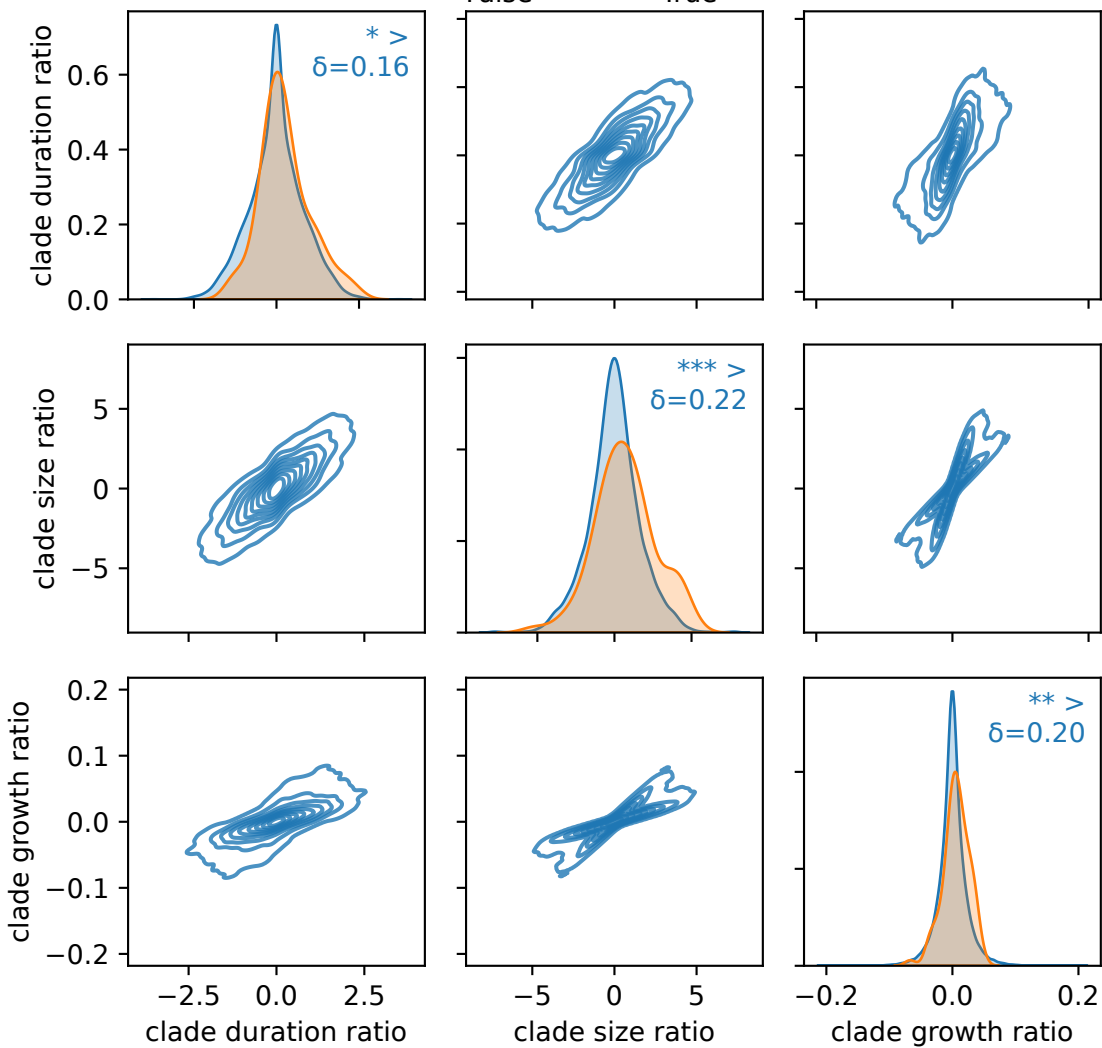 clade duration ratio
0.6
0.4
0.2
0.0
* >
δ=0.16
clade size ratio
5
0
−5
*** >
δ=0.22
clade growth ratio
0.2
0.1
0.0
−0.1
−0.2
** >
δ=0.20
−2.5 0.0 2.5
−5 0 5
−0.2 0.0 0.2
clade duration ratio
clade size ratio
clade growth ratio